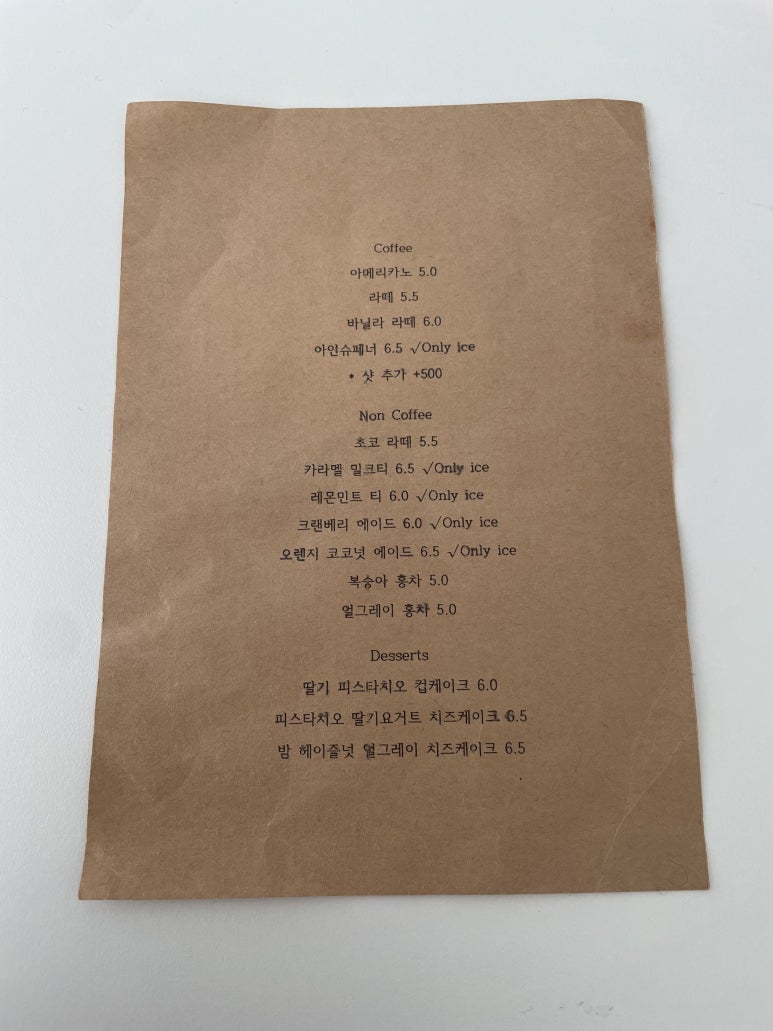 Coffee
아메리카노 5.0
라떼 5.5
바닐라 라떼 6.0
아인슈페너 6.5 √Only ice
* 샷 추가 +500
Non Coffee
초코 라떼 5.5
카라멜 밀크티 6.5 √Only ice
레몬민트 티 6.0 √Only ice
크랜베리 에이드 6.0 √Only ice
오렌지 코코넛 에이드 6.5 √Only ice
복숭아 홍차 5.0
얼그레이 홍차 5.0
Desserts
딸기 피스타치오 컵케이크 6.0
피스타치오 딸기요거트 치즈케이크 6.5
밤 헤이즐넛 얼그레이 치즈케이크 6.5